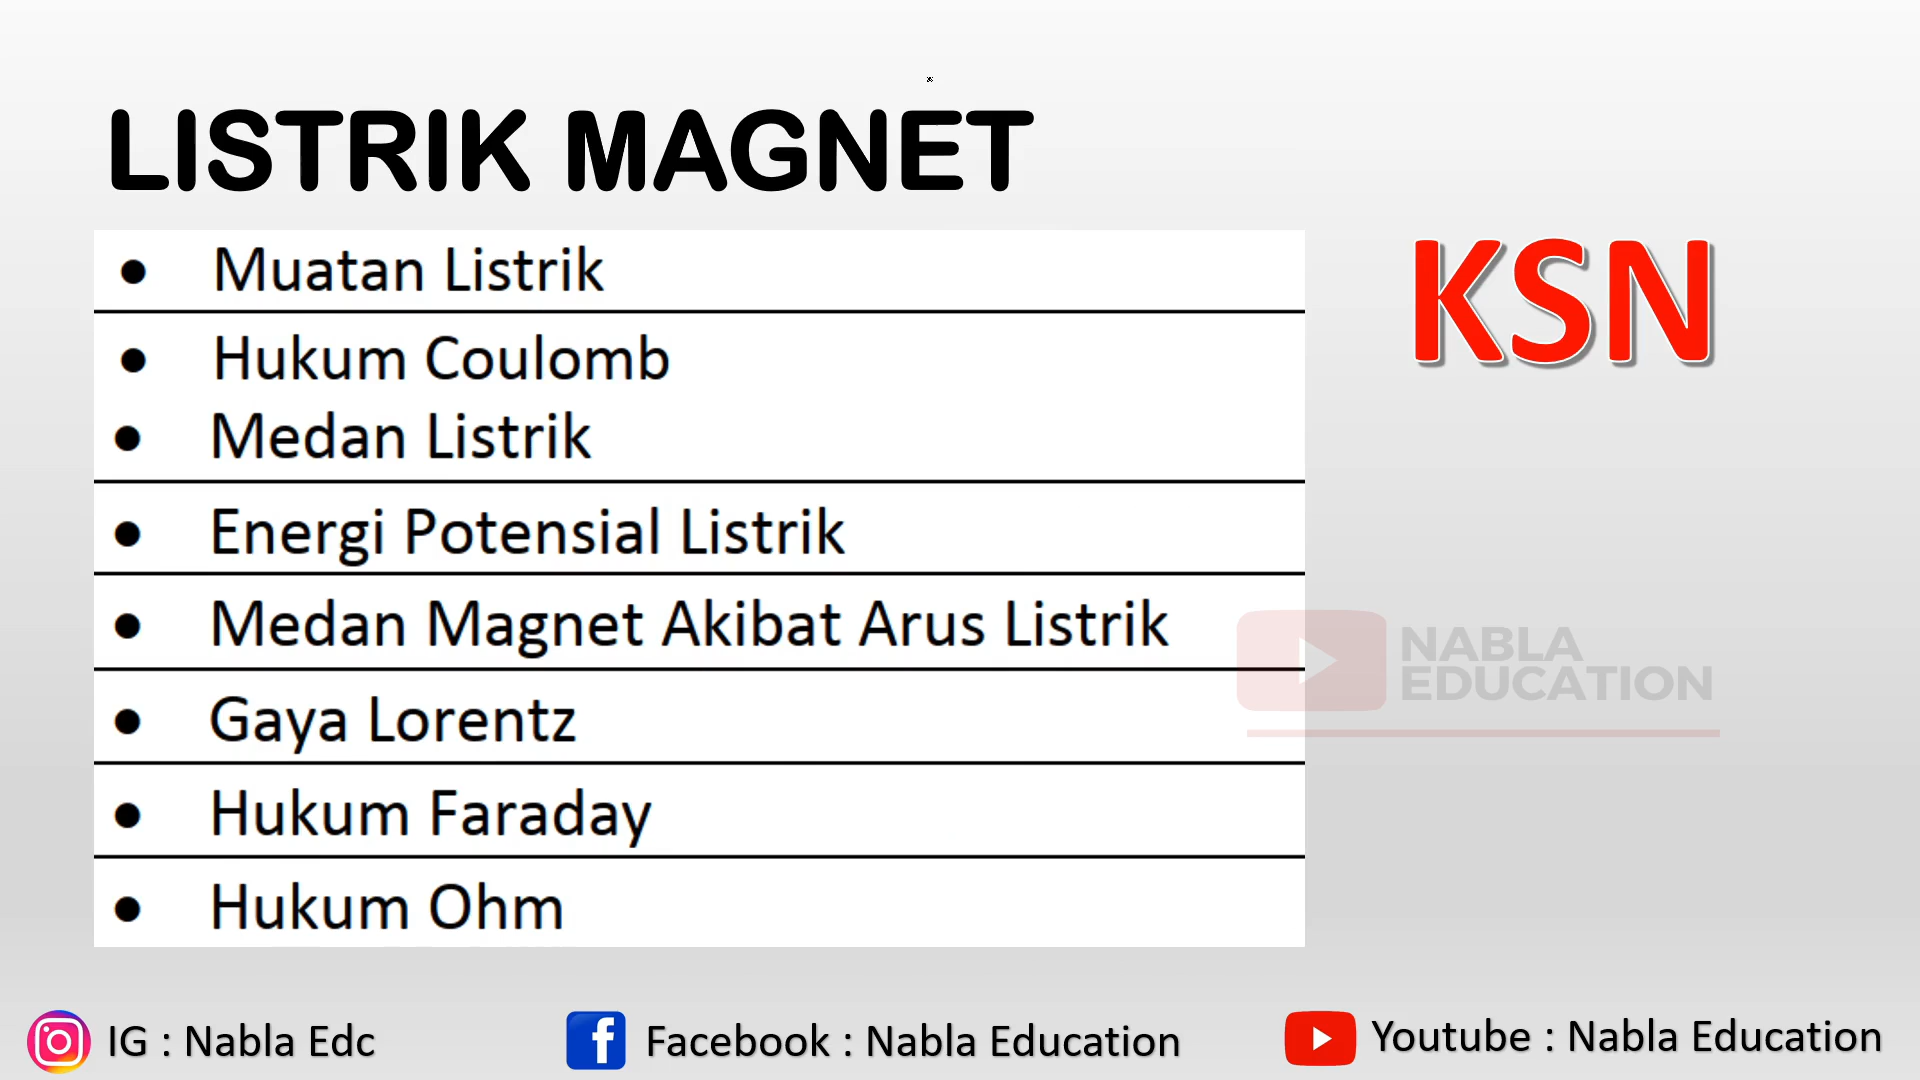 LISTRIK MAGNET
• Muatan Listrik
• Hukum Coulomb
• Medan Listrik
• Energi Potensial Listrik
• Medan Magnet Akibat Arus Listrik
• Gaya Lorentz
• Hukum Faraday
• Hukum Ohm
KSN
NABLA
EDUCATION
IG : Nabla Edc
Facebook : Nabla Education
Youtube : Nabla Education